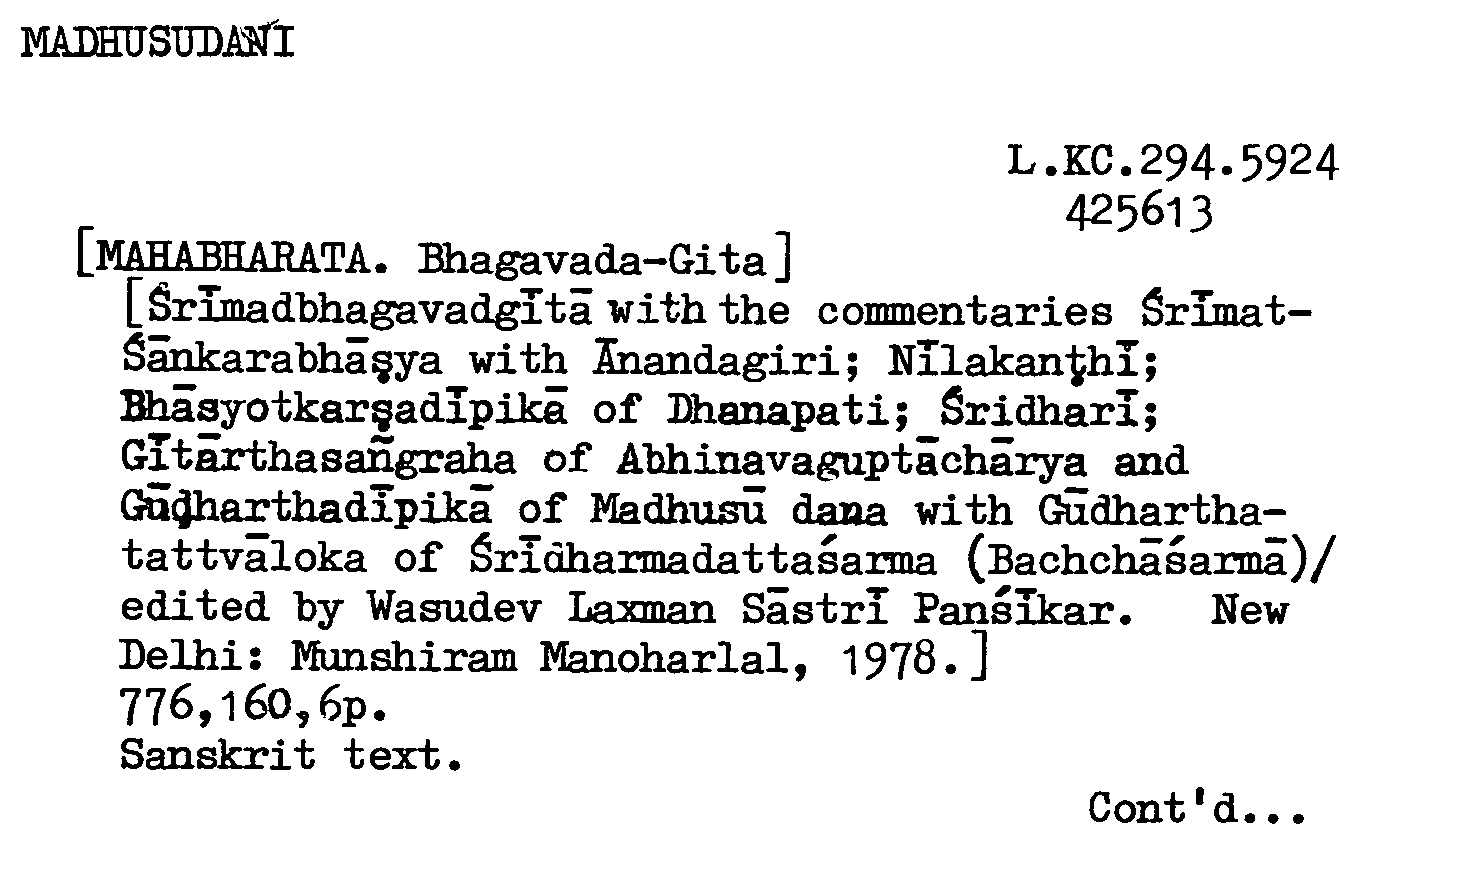 MADHUSUDANĪ
L.KC.294.5924
425613
[MAHABHARATA. Bhagavada-Gita]
[Śrīmadbhagavadgītā with the commentaries Śrīmat-
Śānkarabhāṣya with Ānandagiri; Nīlakanṭhī;
Bhāsyotkarṣadīpikā of Dhanapati; Śridharī;
Gītārthasañgraha of Abhinavaguptāchārya and
Gūḍharthadīpikā of Madhusū dana with Gūdhartha-
tattvāloka of Śrīdharmadattaśarma (Bachchāśarmā)/
edited by Wasudev Laxman Sāstrī Panśīkar. New
Delhi: Munshiram Manoharlal, 1978.]
776,160,6p.
Sanskrit text.
Cont'd...